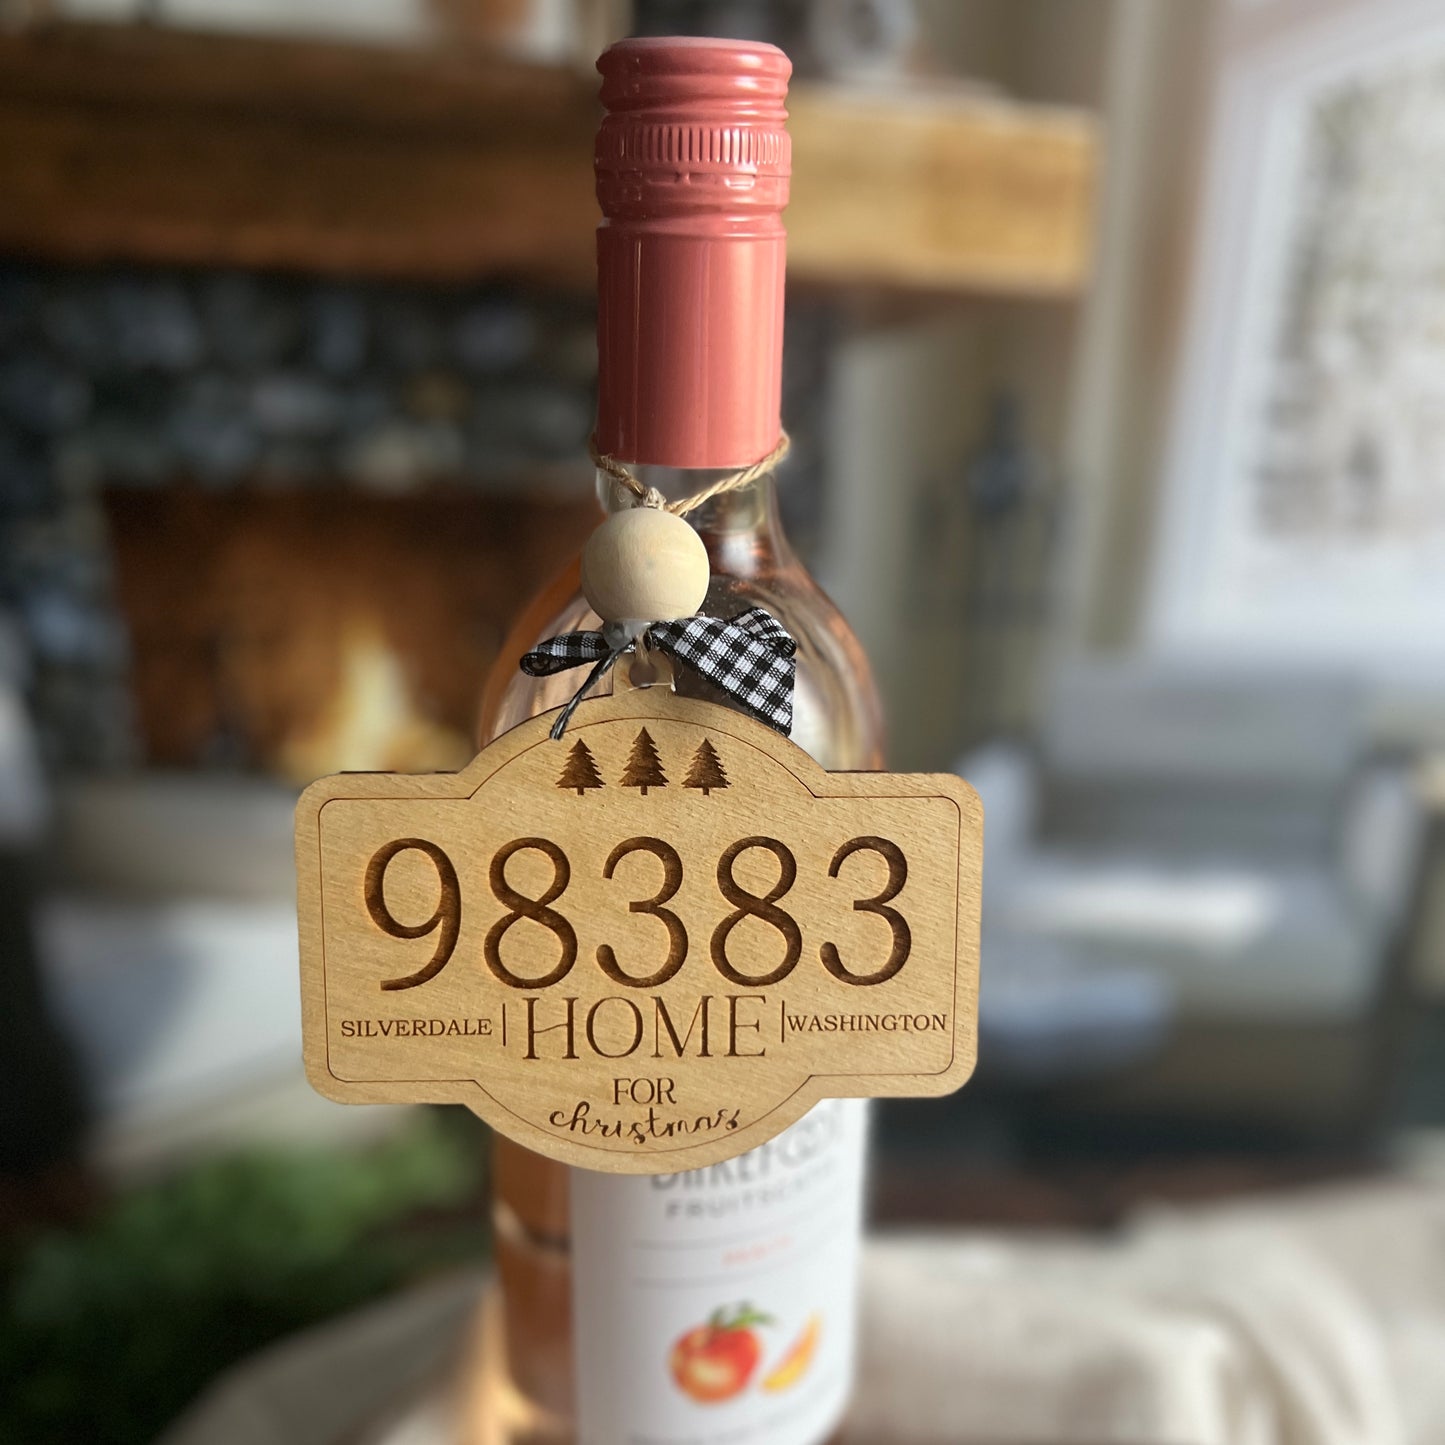 98383
SILVERDALE | HOME | WASHINGTON
FOR
christmas